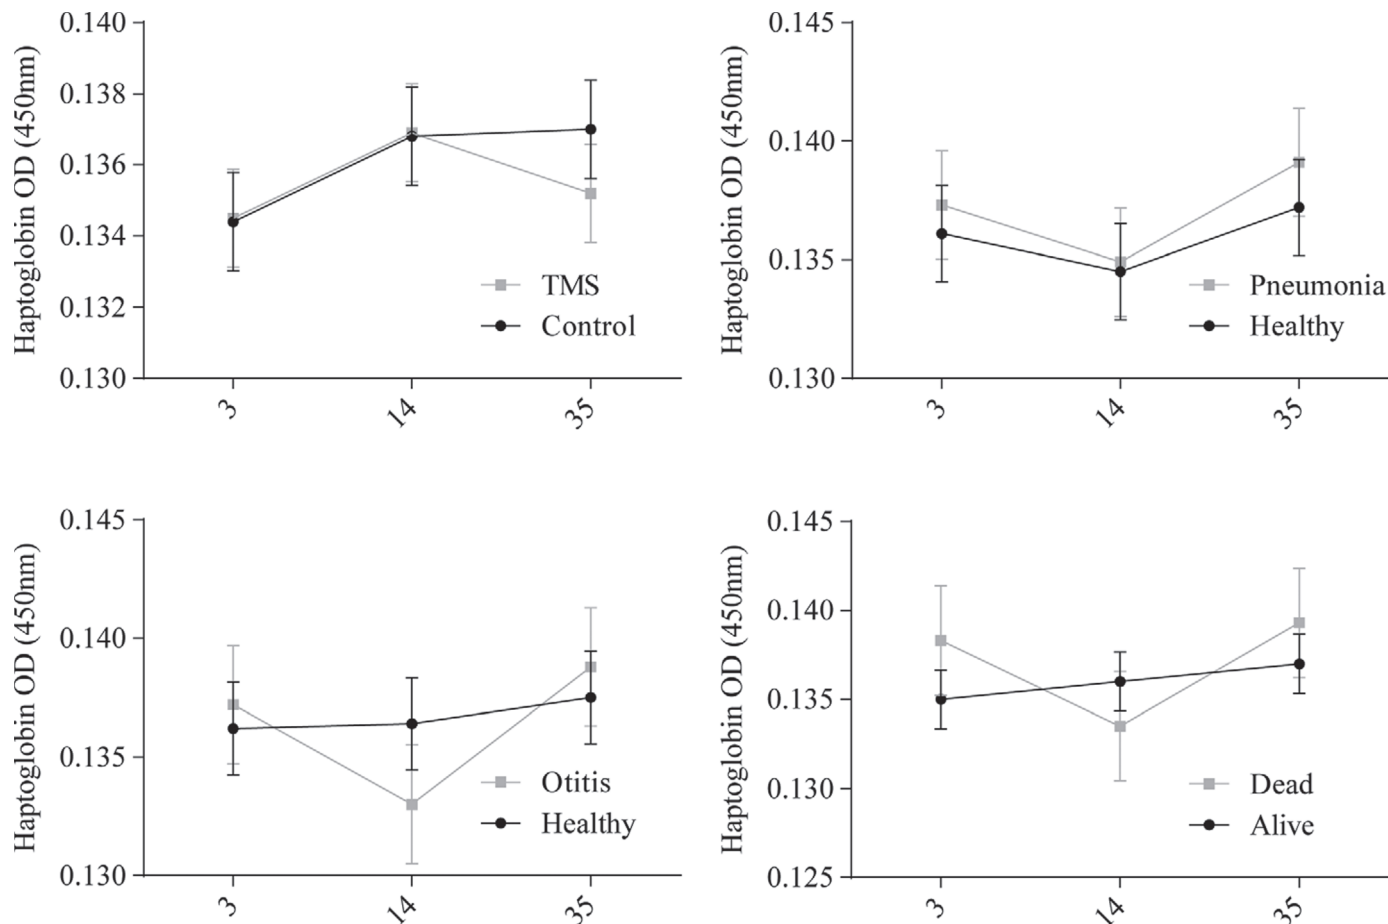 Haptoglobin OD (450nm)
0.140
0.138
0.136
0.134
0.132
0.130
3
14
35
TMS
Control
Haptoglobin OD (450nm)
0.145
0.140
0.135
0.130
3
14
35
Pneumonia
Healthy
Haptoglobin OD (450nm)
0.145
0.140
0.135
0.130
3
14
35
Otitis
Healthy
Haptoglobin OD (450nm)
0.145
0.140
0.135
0.130
0.125
3
14
35
Dead
Alive